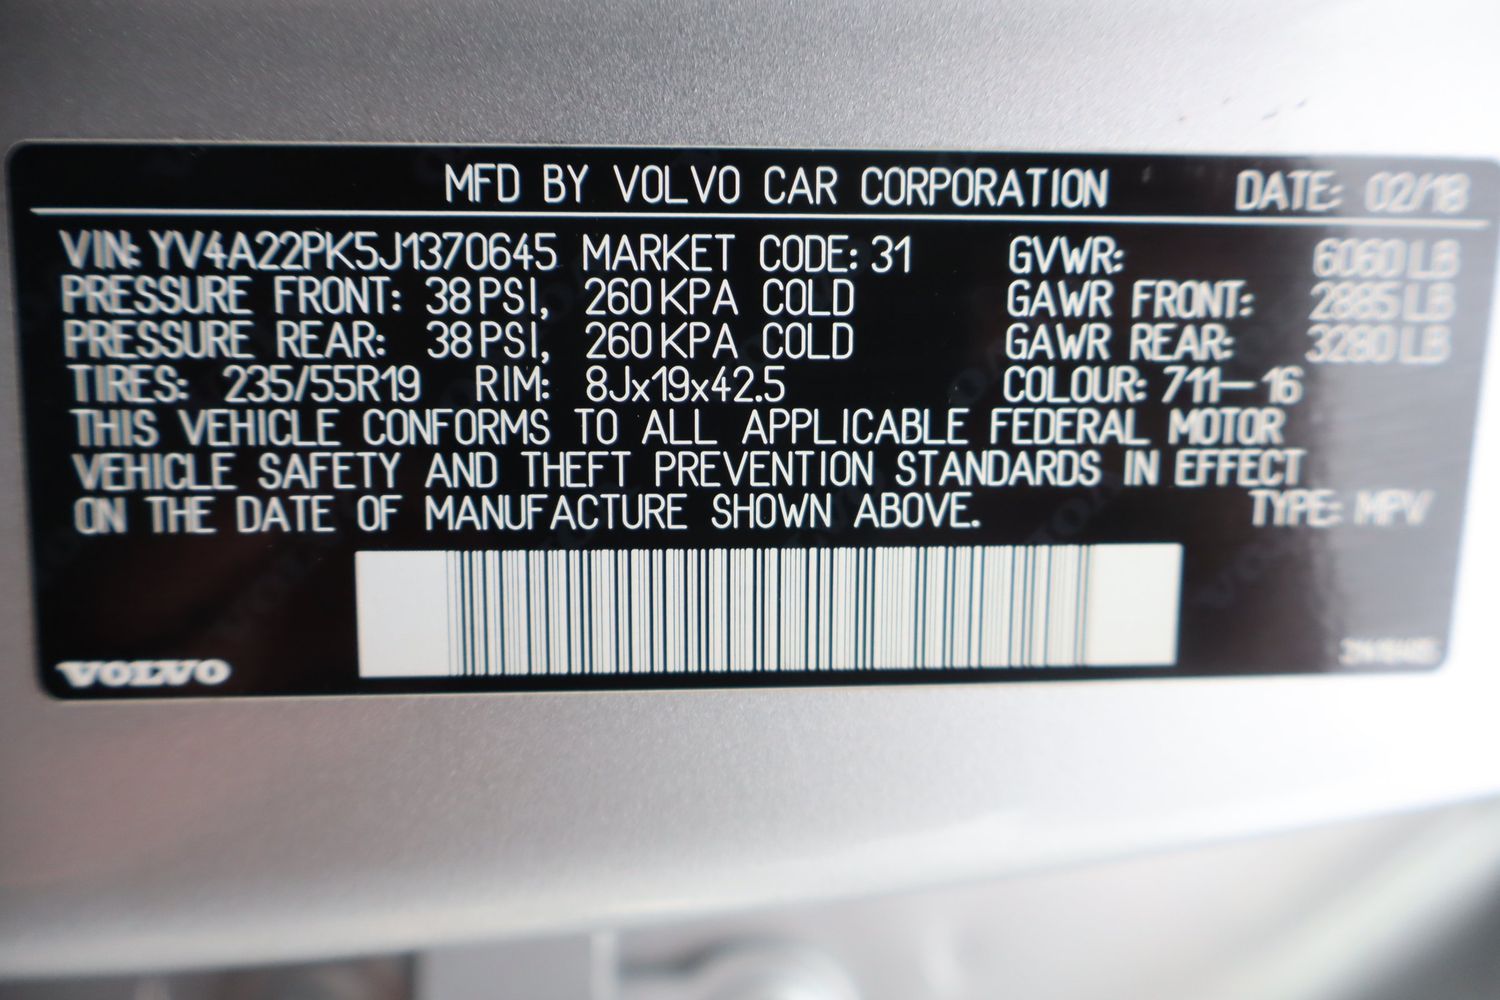 MFD BY VOLVO CAR CORPORATION DATE: 02/18
VIN: YV4A22PK5J1370645 MARKET CODE: 31 GVWR: 6060 LB
PRESSURE FRONT: 38 PSI, 260 KPA COLD GAWR FRONT: 2885 LB
PRESSURE REAR: 38 PSI, 260 KPA COLD GAWR REAR: 3280 LB
TIRES: 235/55R19 RIM: 8Jx19x42.5 COLOUR: 711-16
THIS VEHICLE CONFORMS TO ALL APPLICABLE FEDERAL MOTOR
VEHICLE SAFETY AND THEFT PREVENTION STANDARDS IN EFFECT
ON THE DATE OF MANUFACTURE SHOWN ABOVE. TYPE: MPV
VOLVO